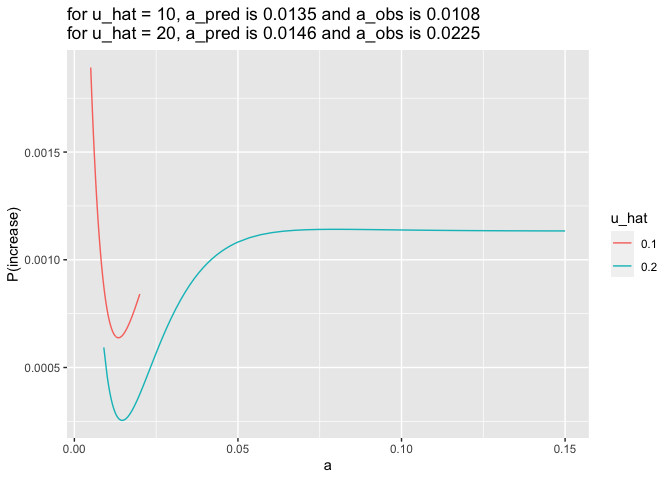 for u_hat = 10, a_pred is 0.0135 and a_obs is 0.0108
for u_hat = 20, a_pred is 0.0146 and a_obs is 0.0225
P(increase)
0.0015
0.0010
0.0005
0.00
0.05
0.10
0.15
a
u_hat
0.1
0.2